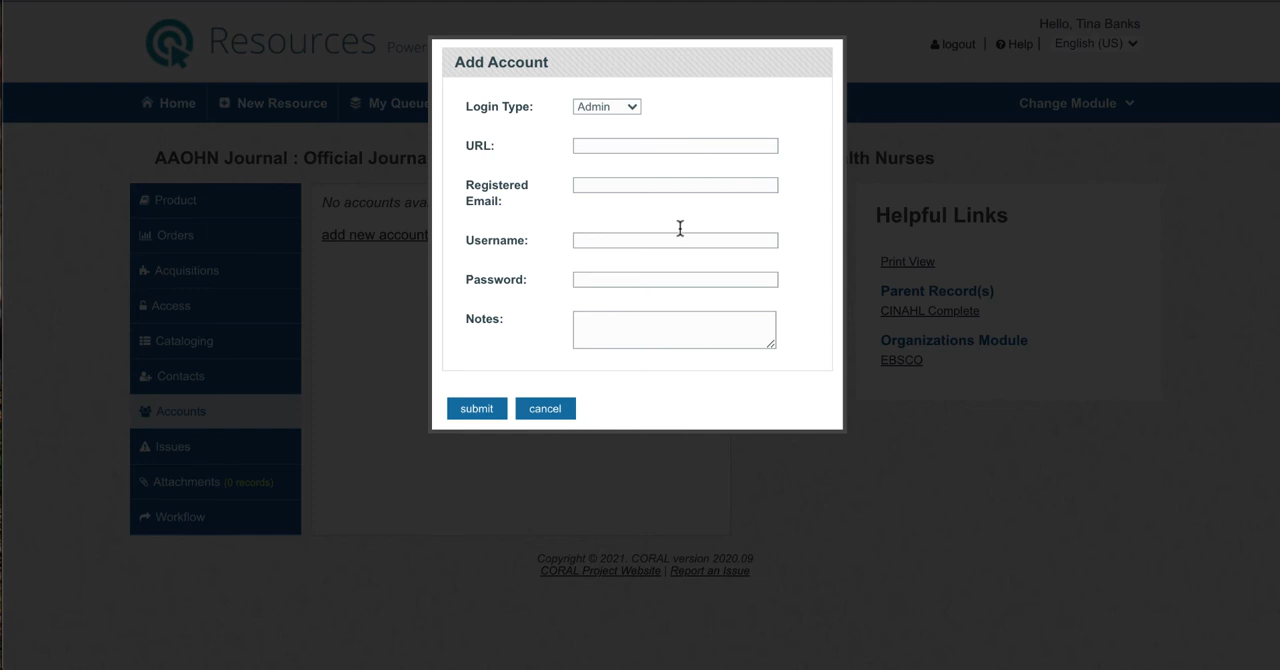 Resources Power
Hello, Tina Banks
logout | Help | English (US)
Home New Resource My Queue Change Module
AAOHN Journal : Official Journa lth Nurses
Add Account
Login Type: Admin
URL:
Registered
Email:
Username:
Password:
Notes:
submit cancel
Product
Orders
Acquisitions
Access
Cataloging
Contacts
Accounts
Issues
Attachments (0 records)
Workflow
No accounts ava
add new account
Helpful Links
Print View
Parent Record(s)
CINAHL Complete
Organizations Module
EBSCO
Copyright © 2021. CORAL version 2020.09
CORAL Project Website | Report an Issue